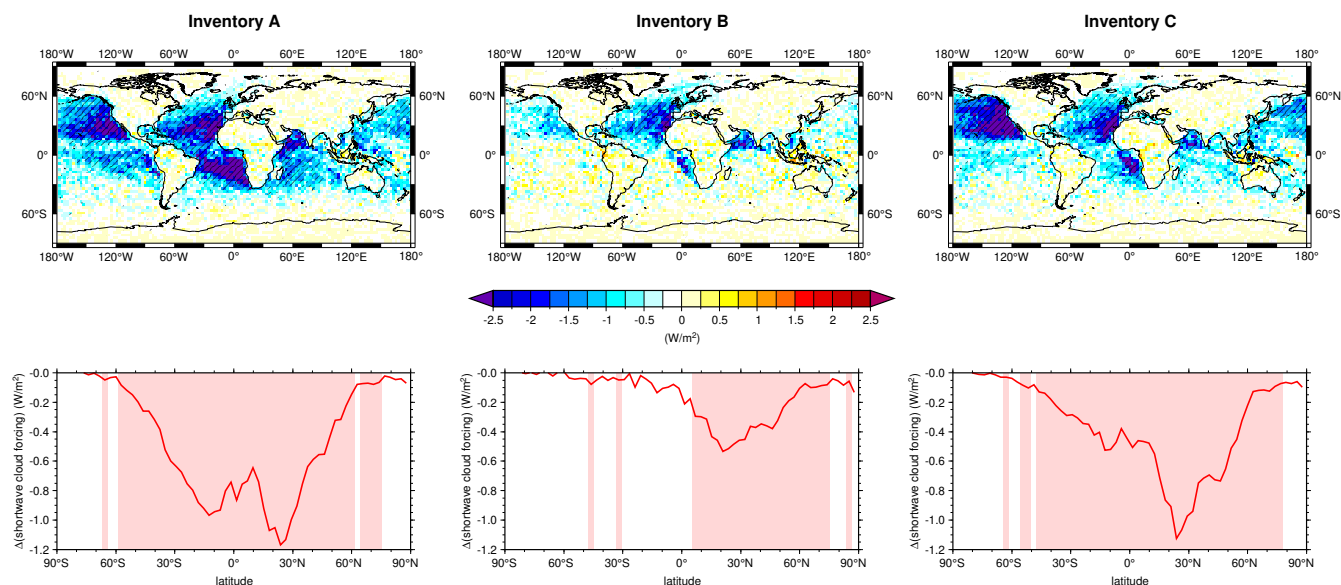 Inventory A Inventory B Inventory C
180°W 120°W 60°W 0° 60°E 120°E 180° 180°W 120°W 60°W 0° 60°E 120°E 180° 180°W 120°W 60°W 0° 60°E 120°E 180°
60°N 60°N 60°N
0° 0° 0°
60°S 60°S 60°S
180°W 120°W 60°W 0° 60°E 120°E 180° 180°W 120°W 60°W 0° 60°E 120°E 180° 180°W 120°W 60°W 0° 60°E 120°E 180°
-2.5 -2 -1.5 -1 -0.5 0 0.5 1 1.5 2 2.5
(W/m²)
Δ(shortwave cloud forcing) (W/m²) Δ(shortwave cloud forcing) (W/m²) Δ(shortwave cloud forcing) (W/m²)
-0.0 -0.0 -0.0
-0.2 -0.2 -0.2
-0.4 -0.4 -0.4
-0.6 -0.6 -0.6
-0.8 -0.8 -0.8
-1.0 -1.0 -1.0
-1.2 -1.2 -1.2
90°S 60°S 30°S 0° 30°N 60°N 90°N 90°S 60°S 30°S 0° 30°N 60°N 90°N 90°S 60°S 30°S 0° 30°N 60°N 90°N
latitude latitude latitude